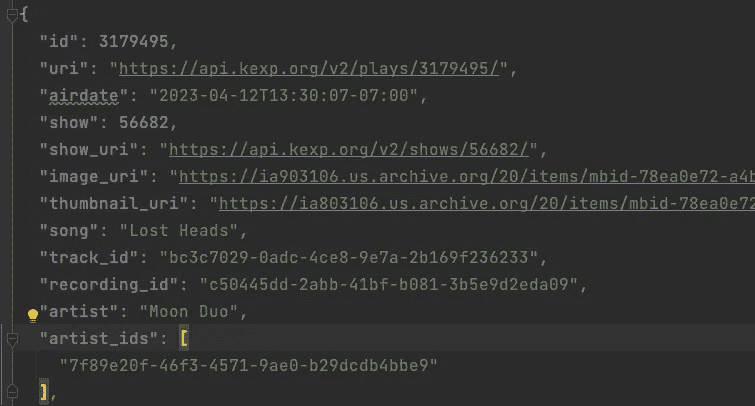 {
"id": 3179495,
"uri": "https://api.kexp.org/v2/plays/3179495/",
"airdate": "2023-04-12T13:30:07-07:00",
"show": 56682,
"show_uri": "https://api.kexp.org/v2/shows/56682/",
"image_uri": "https://ia903106.us.archive.org/20/items/mbid-78ea0e72-a4b
"thumbnail_uri": "https://ia803106.us.archive.org/20/items/mbid-78ea0e72
"song": "Lost Heads",
"track_id": "bc3c7029-0adc-4ce8-9e7a-2b169f236233",
"recording_id": "c50445dd-2abb-41bf-b081-3b5e9d2eda09",
"artist": "Moon Duo",
"artist_ids": [
"7f89e20f-46f3-4571-9ae0-b29dcdb4bbe9"
],